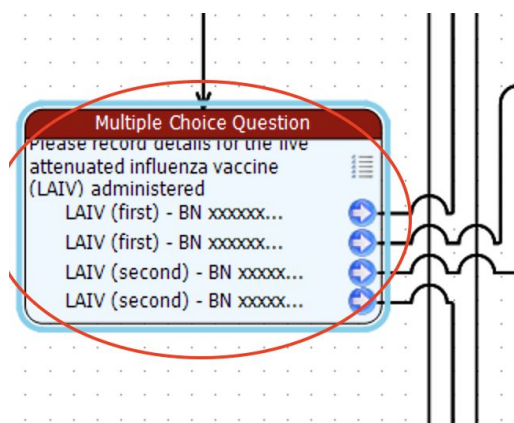 Multiple Choice Question
Please record details for the live
attenuated influenza vaccine
(LAIV) administered
LAIV (first) - BN xxxxxx...
LAIV (first) - BN xxxxxx...
LAIV (second) - BN xxxxx...
LAIV (second) - BN xxxxx...